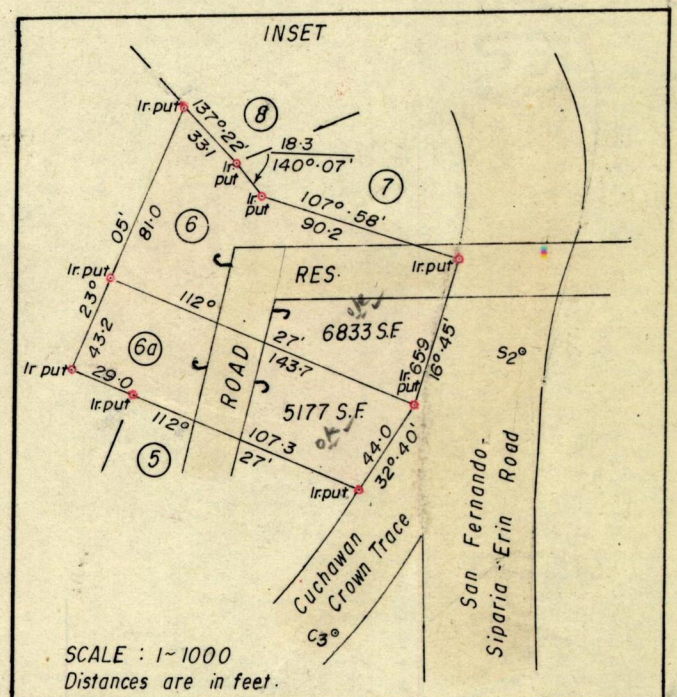 INSET
Ir. put
137°.22'
33.1
8
18.3
140°.07'
Ir. put
Ir. put
107°.58'
90.2
7
6
05'
81.0
Ir. put
RES.
Ir. put
23°
112°
27'
143.7
ok
6833 S.F
S2
43.2
6a
Ir. put
65.9
16°.45'
Ir. put
29.0
Ir. put
ROAD
5177 S.F.
ok
112°
107.3
27'
5
44.0
32°.40'
Ir. put
Cuchawan
Crown Trace
C3
San Fernando-
Siparia - Erin Road
SCALE : 1~1000
Distances are in feet.